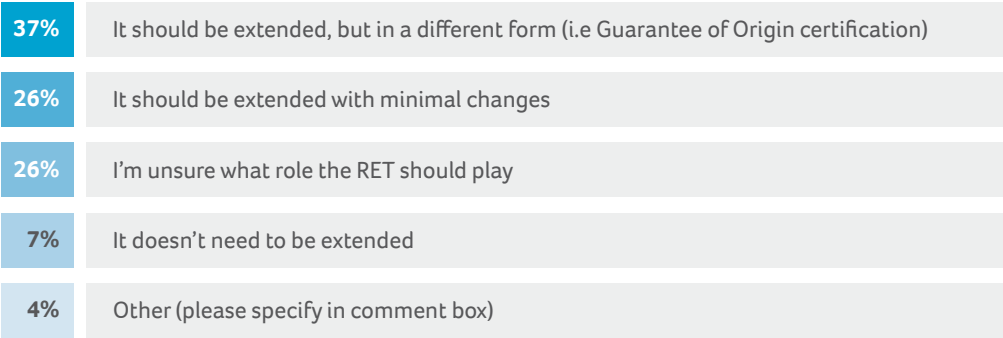 37% It should be extended, but in a different form (i.e Guarantee of Origin certification)
26% It should be extended with minimal changes
26% I’m unsure what role the RET should play
7% It doesn’t need to be extended
4% Other (please specify in comment box)